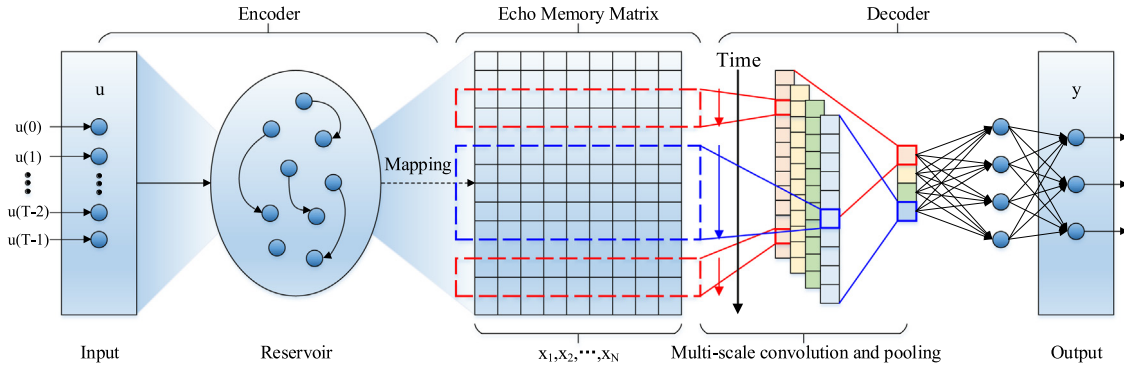 Encoder
Echo Memory Matrix
Decoder
Time
u
y
u(0)
u(1)
u(T-2)
u(T-1)
Mapping
Input
Reservoir
x₁,x₂,⋯,x_N
Multi-scale convolution and pooling
Output